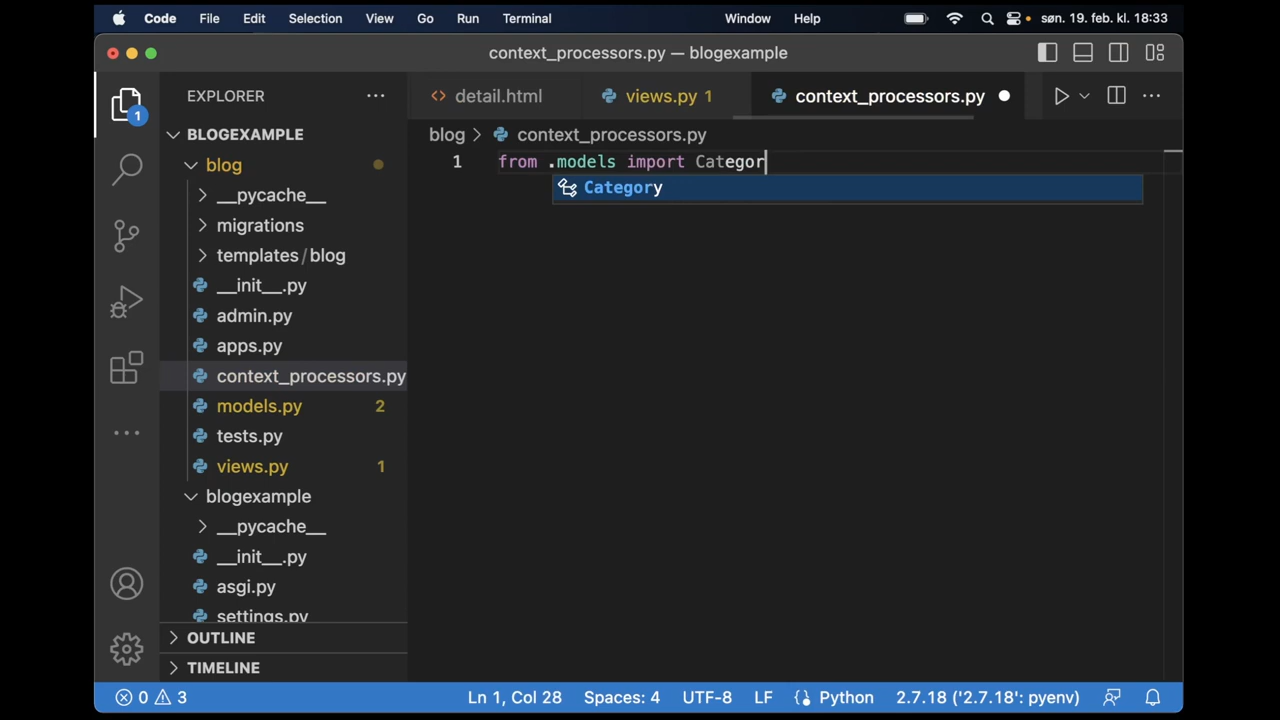 Code File Edit Selection View Go Run Terminal Window Help søn. 19. feb. kl. 18:33
context_processors.py — blogexample
EXPLORER ··· <> detail.html views.py 1 context_processors.py ● ···
1
BLOGEXAMPLE
blog > context_processors.py
blog
1 from .models import Categor
Category
__pycache__
migrations
templates/blog
__init__.py
admin.py
apps.py
context_processors.py
models.py 2
tests.py
views.py 1
blogexample
__pycache__
__init__.py
asgi.py
settings.py
OUTLINE
TIMELINE
0 3 Ln 1, Col 28 Spaces: 4 UTF-8 LF Python 2.7.18 ('2.7.18': pyenv)